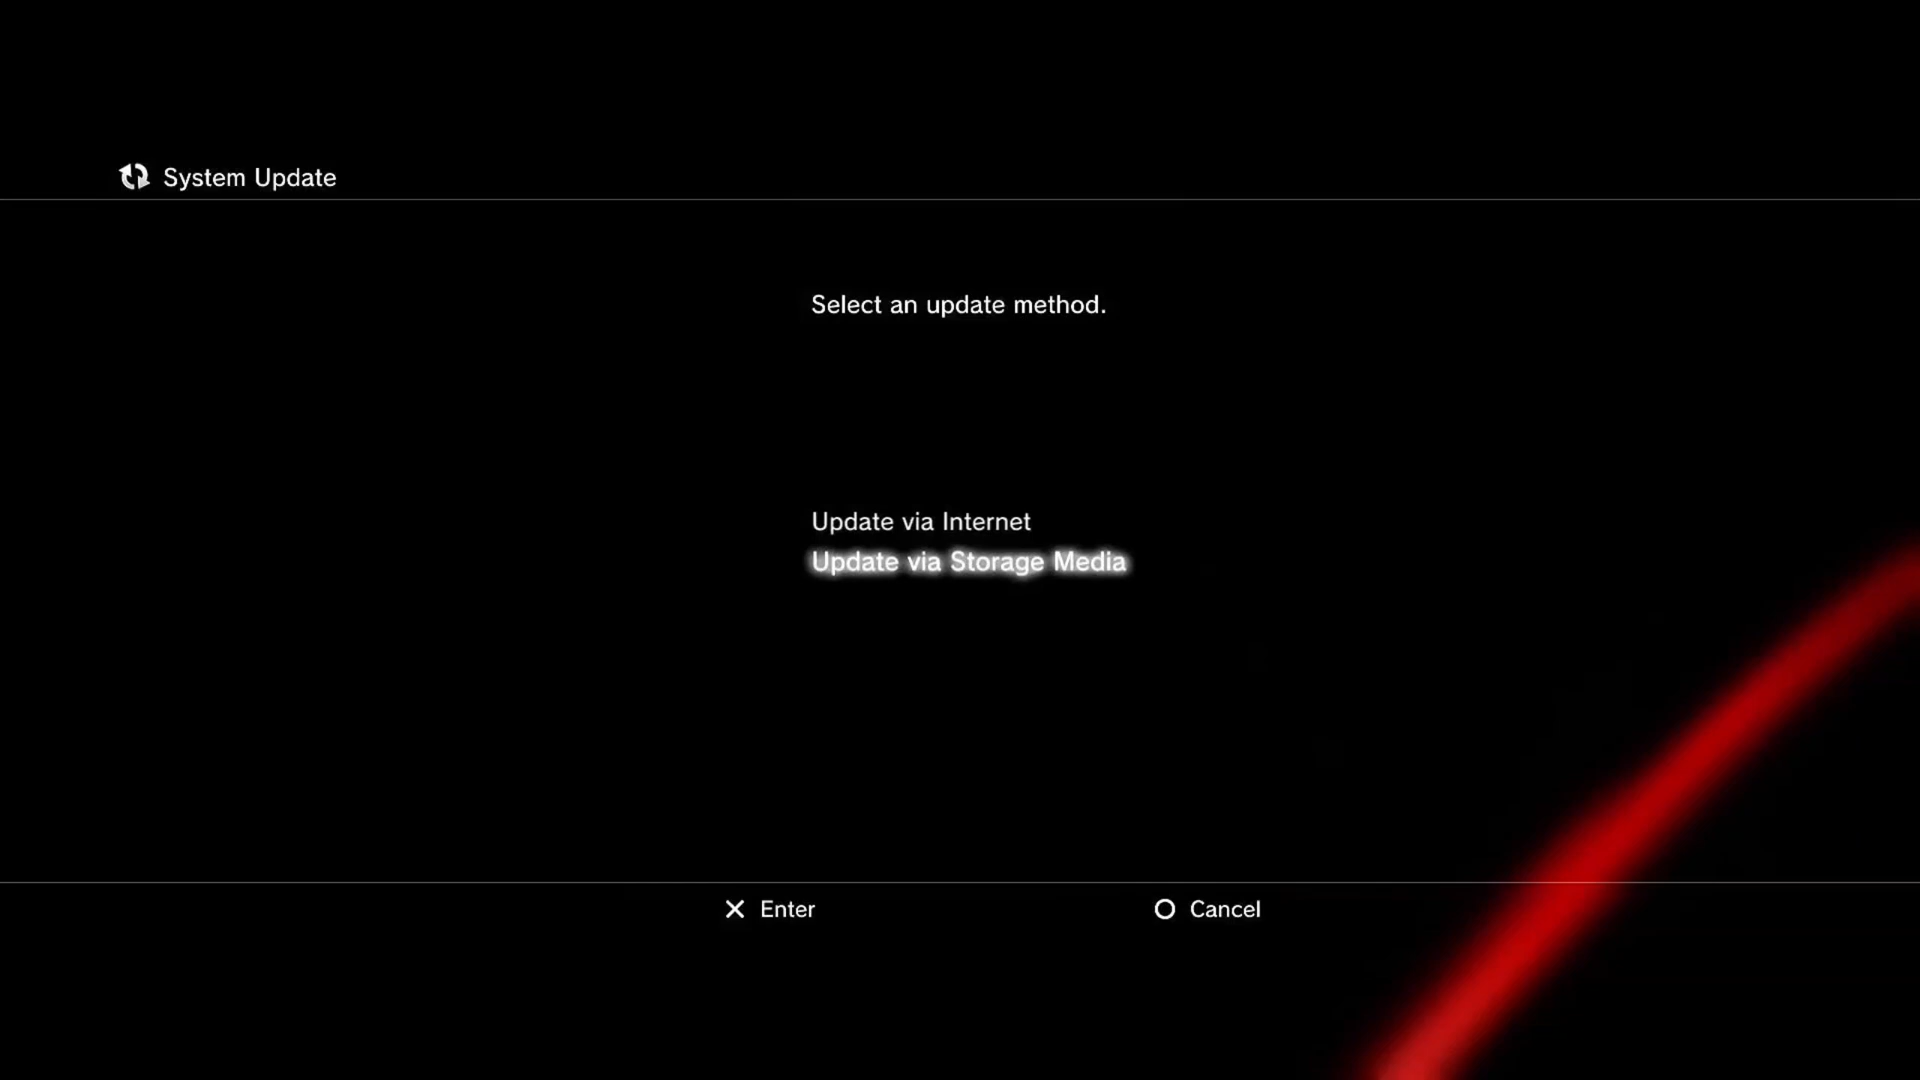 System Update
Select an update method.
Update via Internet
Update via Storage Media
Enter
Cancel